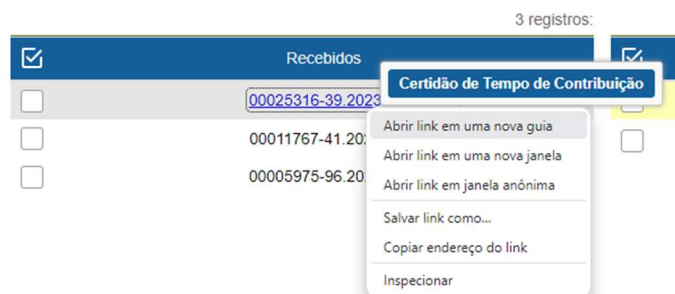 3 registros:
Recebidos
Certidão de Tempo de Contribuição
00025316-39.2023
Abrir link em uma nova guia
00011767-41.20
Abrir link em uma nova janela
00005975-96.20
Abrir link em janela anônima
Salvar link como...
Copiar endereço do link
Inspecionar